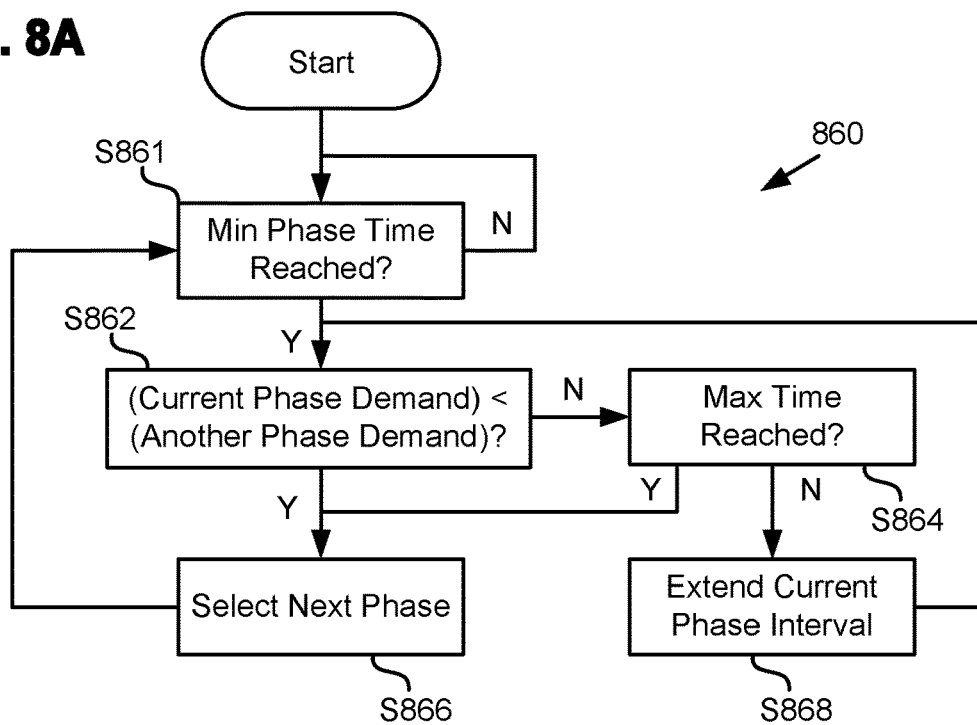 . 8A
Start
860
S861
Min Phase Time
Reached?
N
S862
Y
(Current Phase Demand) <
(Another Phase Demand)?
N
Max Time
Reached?
Y
Y
N
S864
Select Next Phase
Extend Current
Phase Interval
S866
S868